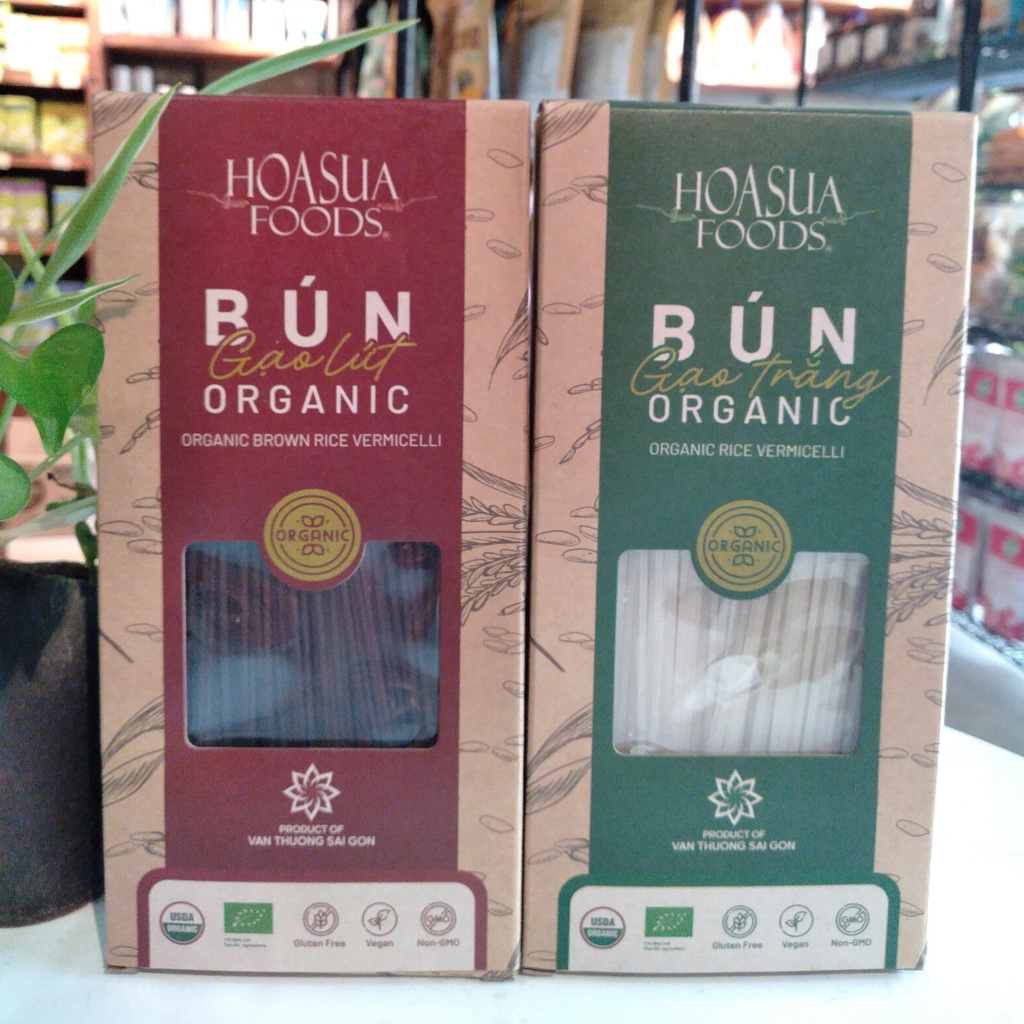 HOASUA
FOODS
BÚN
Gạo lứt
ORGANIC
ORGANIC BROWN RICE VERMICELLI
ORGANIC
PRODUCT OF
VAN THUONG SAI GON
USDA
ORGANIC
Gluten Free
Vegan
GMO
Non-GMO
HOASUA
FOODS
BÚN
Gạo trắng
ORGANIC
ORGANIC RICE VERMICELLI
ORGANIC
PRODUCT OF
VAN THUONG SAI GON
USDA
ORGANIC
Gluten Free
Vegan
GMO
Non-GMO